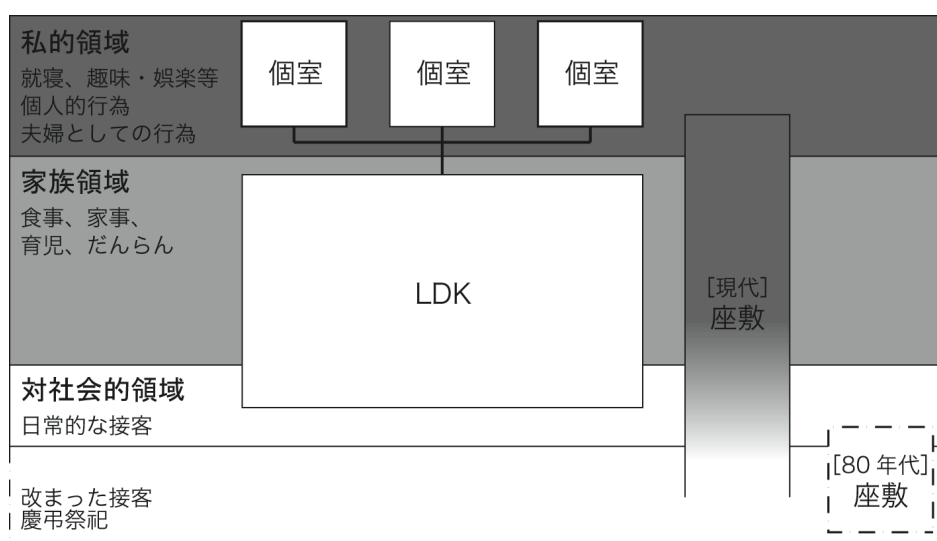 私的領域
就寝、趣味・娯楽等
個人的行為
夫婦としての行為
個室
個室
個室
家族領域
食事、家事、
育児、だんらん
LDK
[現代]
座敷
対社会的領域
日常的な接客
改まった接客
慶弔祭祀
[80年代]
座敷